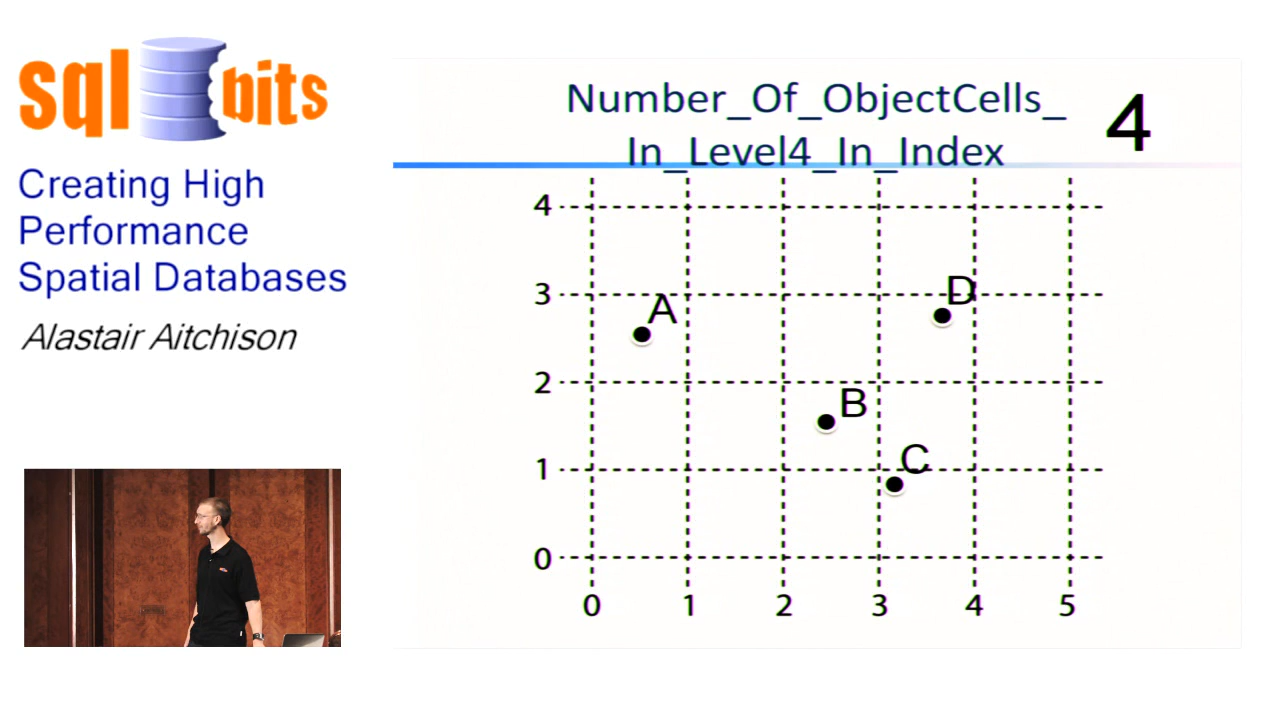 sql bits
Creating High
Performance
Spatial Databases
Alastair Aitchison
Number_Of_ObjectCells_
In_Level4_In_Index
4
4
3
2
1
0
A
D
B
C
0 1 2 3 4 5